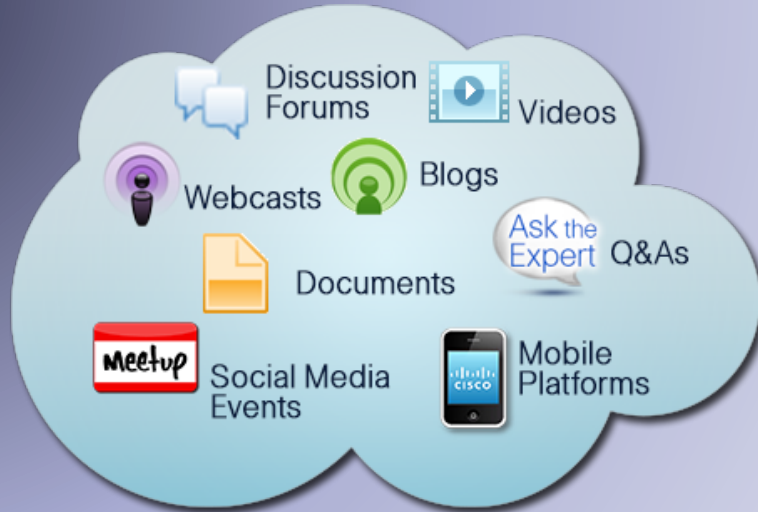 Discussion
Forums
Videos
Webcasts
Blogs
Ask the
Expert
Q&As
Documents
Meetup
Social Media
Events
CISCO
Mobile
Platforms